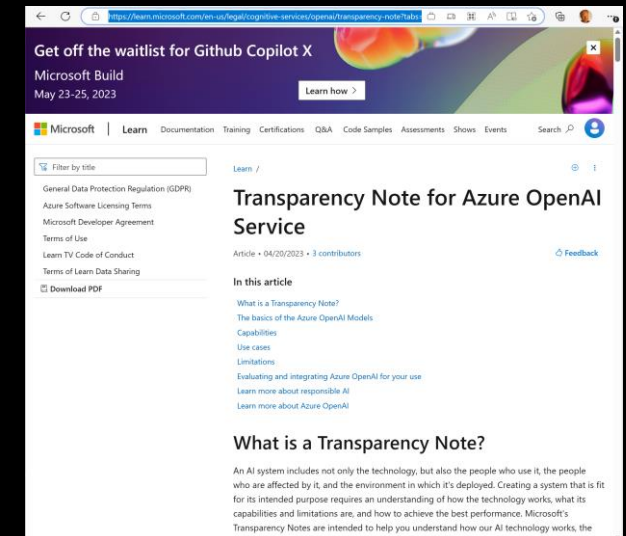 https://learn.microsoft.com/en-us/legal/cognitive-services/openai/transparency-note?tabs=
Get off the waitlist for Github Copilot X
Microsoft Build
May 23-25, 2023
Learn how >
Microsoft | Learn Documentation Training Certifications Q&A Code Samples Assessments Shows Events Search
Filter by title
General Data Protection Regulation (GDPR)
Azure Software Licensing Terms
Microsoft Developer Agreement
Terms of Use
Learn TV Code of Conduct
Terms of Learn Data Sharing
Download PDF
Learn /
Transparency Note for Azure OpenAI
Service
Article • 04/20/2023 • 3 contributors
Feedback
In this article
What is a Transparency Note?
The basics of the Azure OpenAI Models
Capabilities
Use cases
Limitations
Evaluating and integrating Azure OpenAI for your use
Learn more about responsible AI
Learn more about Azure OpenAI
What is a Transparency Note?
An AI system includes not only the technology, but also the people who use it, the people
who are affected by it, and the environment in which it's deployed. Creating a system that is fit
for its intended purpose requires an understanding of how the technology works, what its
capabilities and limitations are, and how to achieve the best performance. Microsoft's
Transparency Notes are intended to help you understand how our AI technology works, the